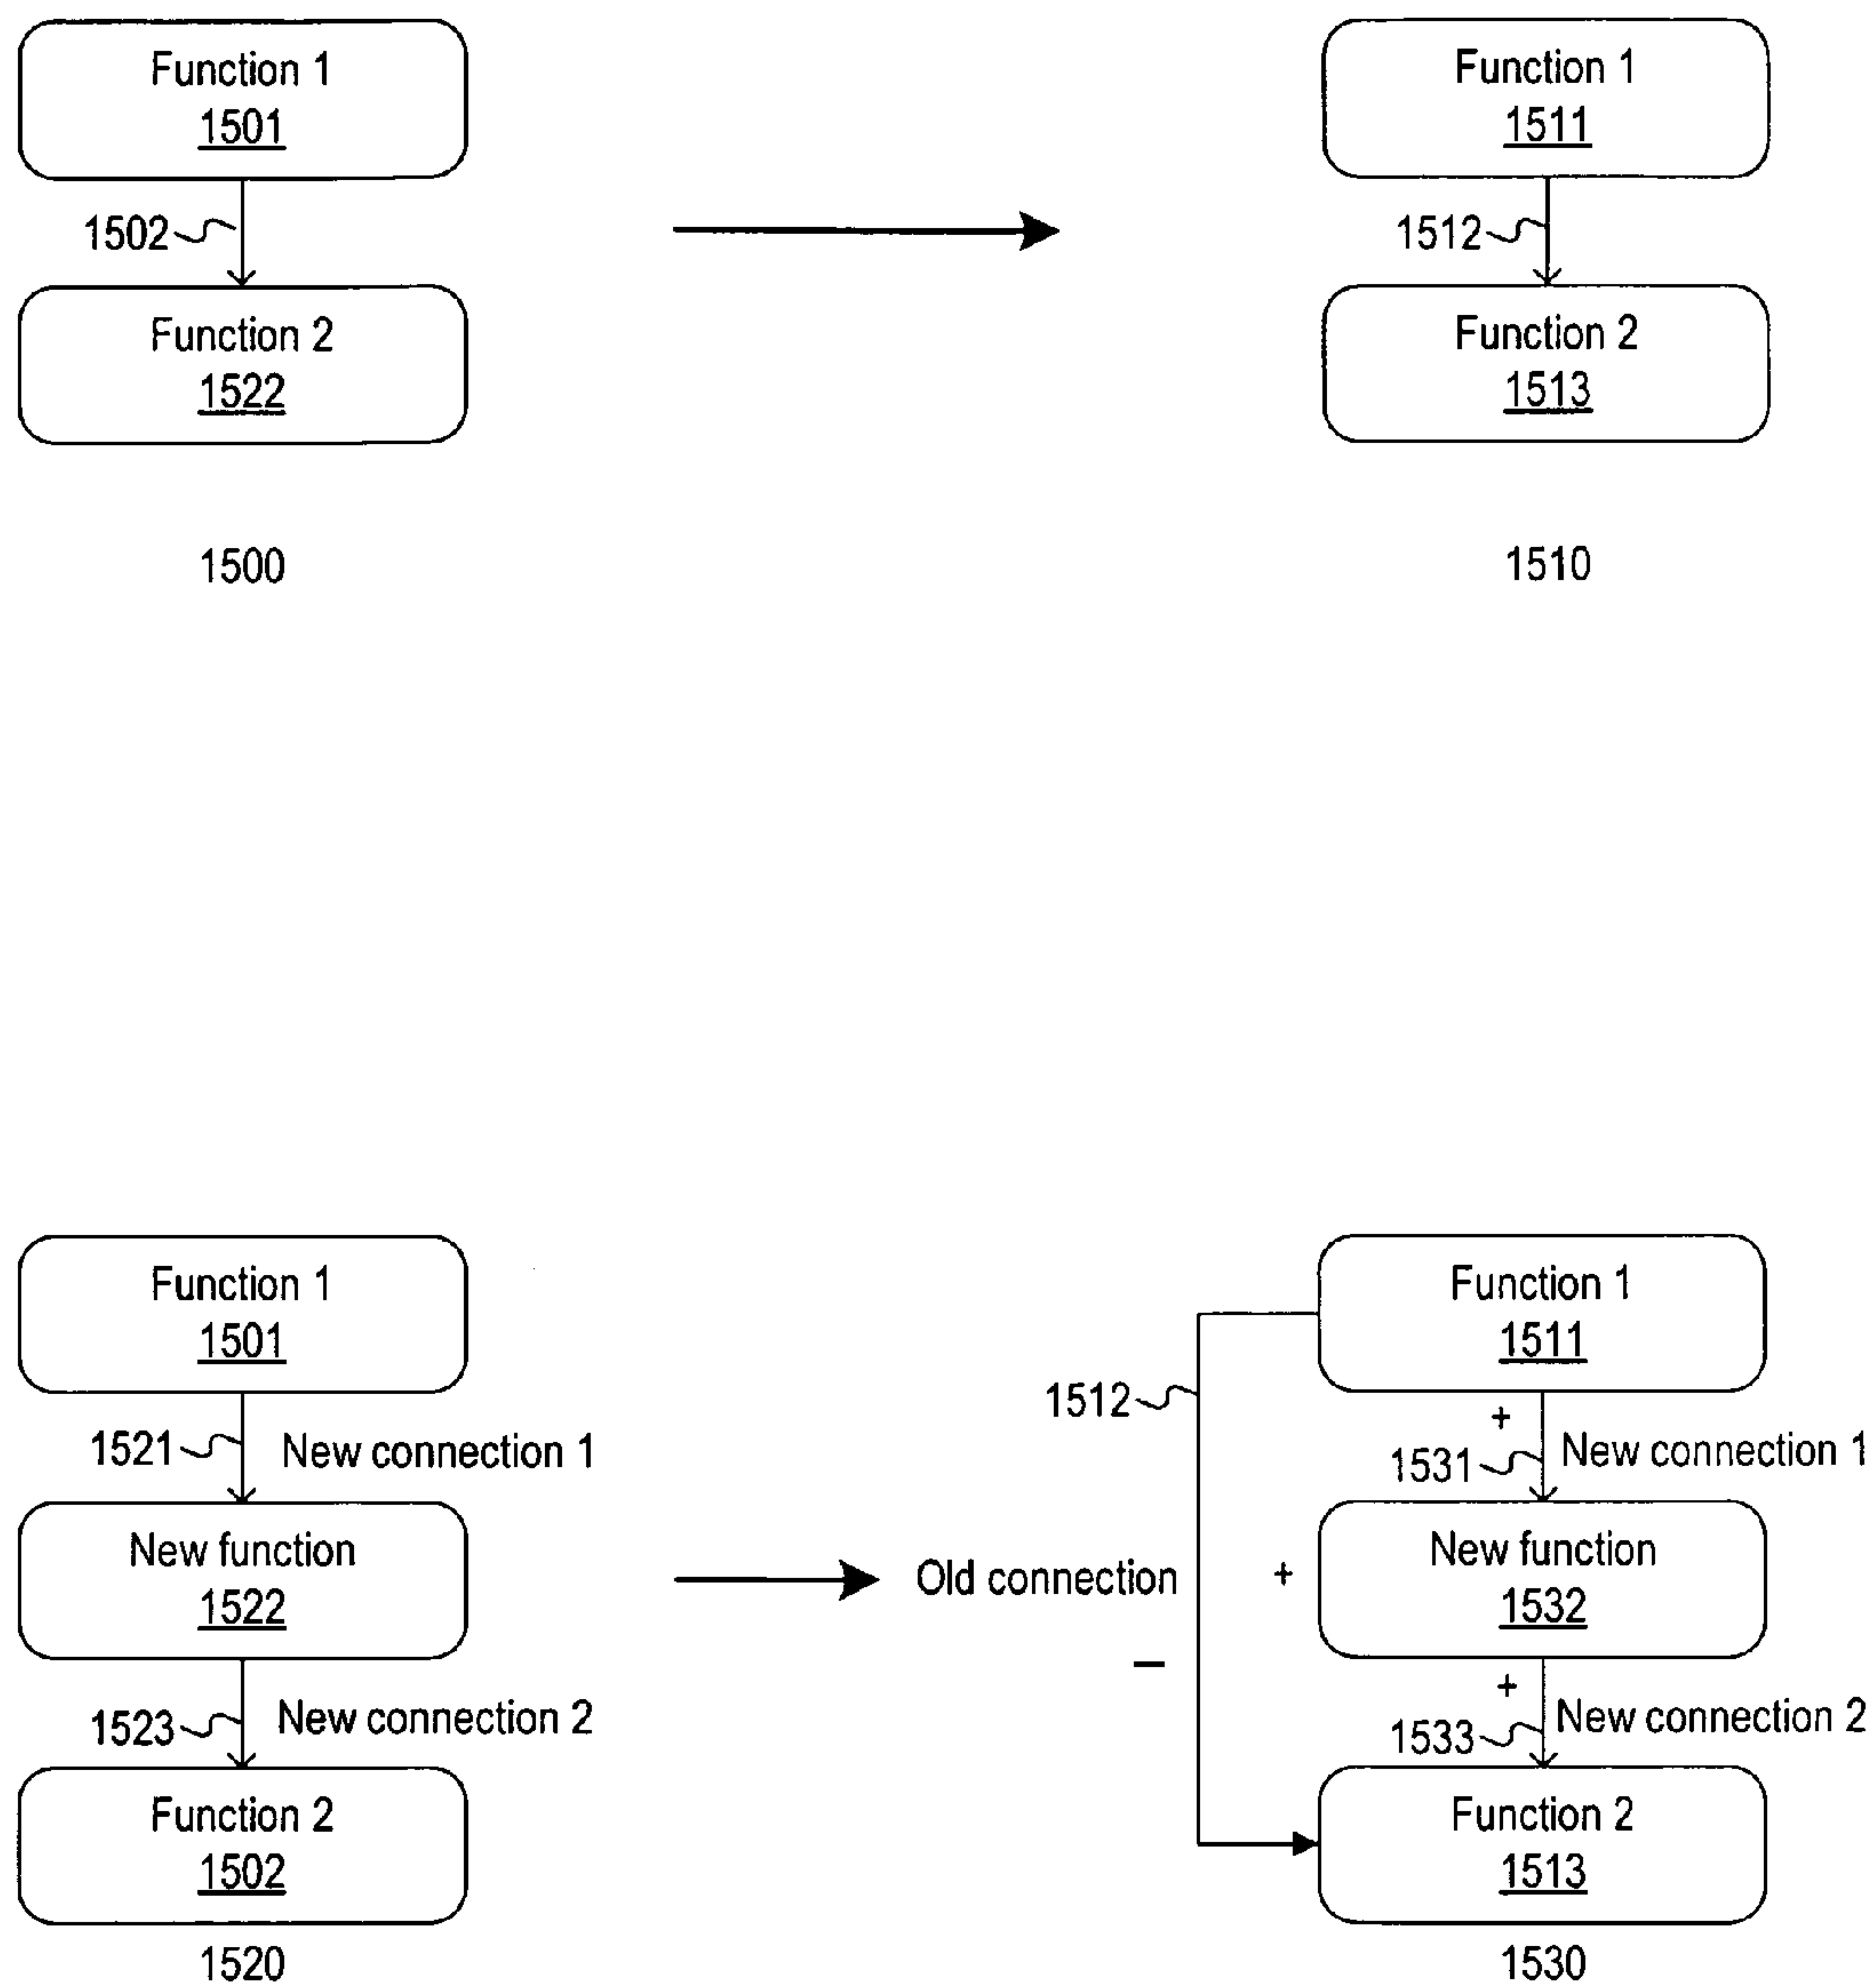 Function 1
1501
1502
Function 2
1522
1500
Function 1
1511
1512
Function 2
1513
1510
Function 1
1501
1521
New connection 1
New function
1522
1523
New connection 2
Function 2
1502
1520
Function 1
1511
1512
+
1531
New connection 1
Old connection
+
New function
1532
–
+
1533
New connection 2
Function 2
1513
1530